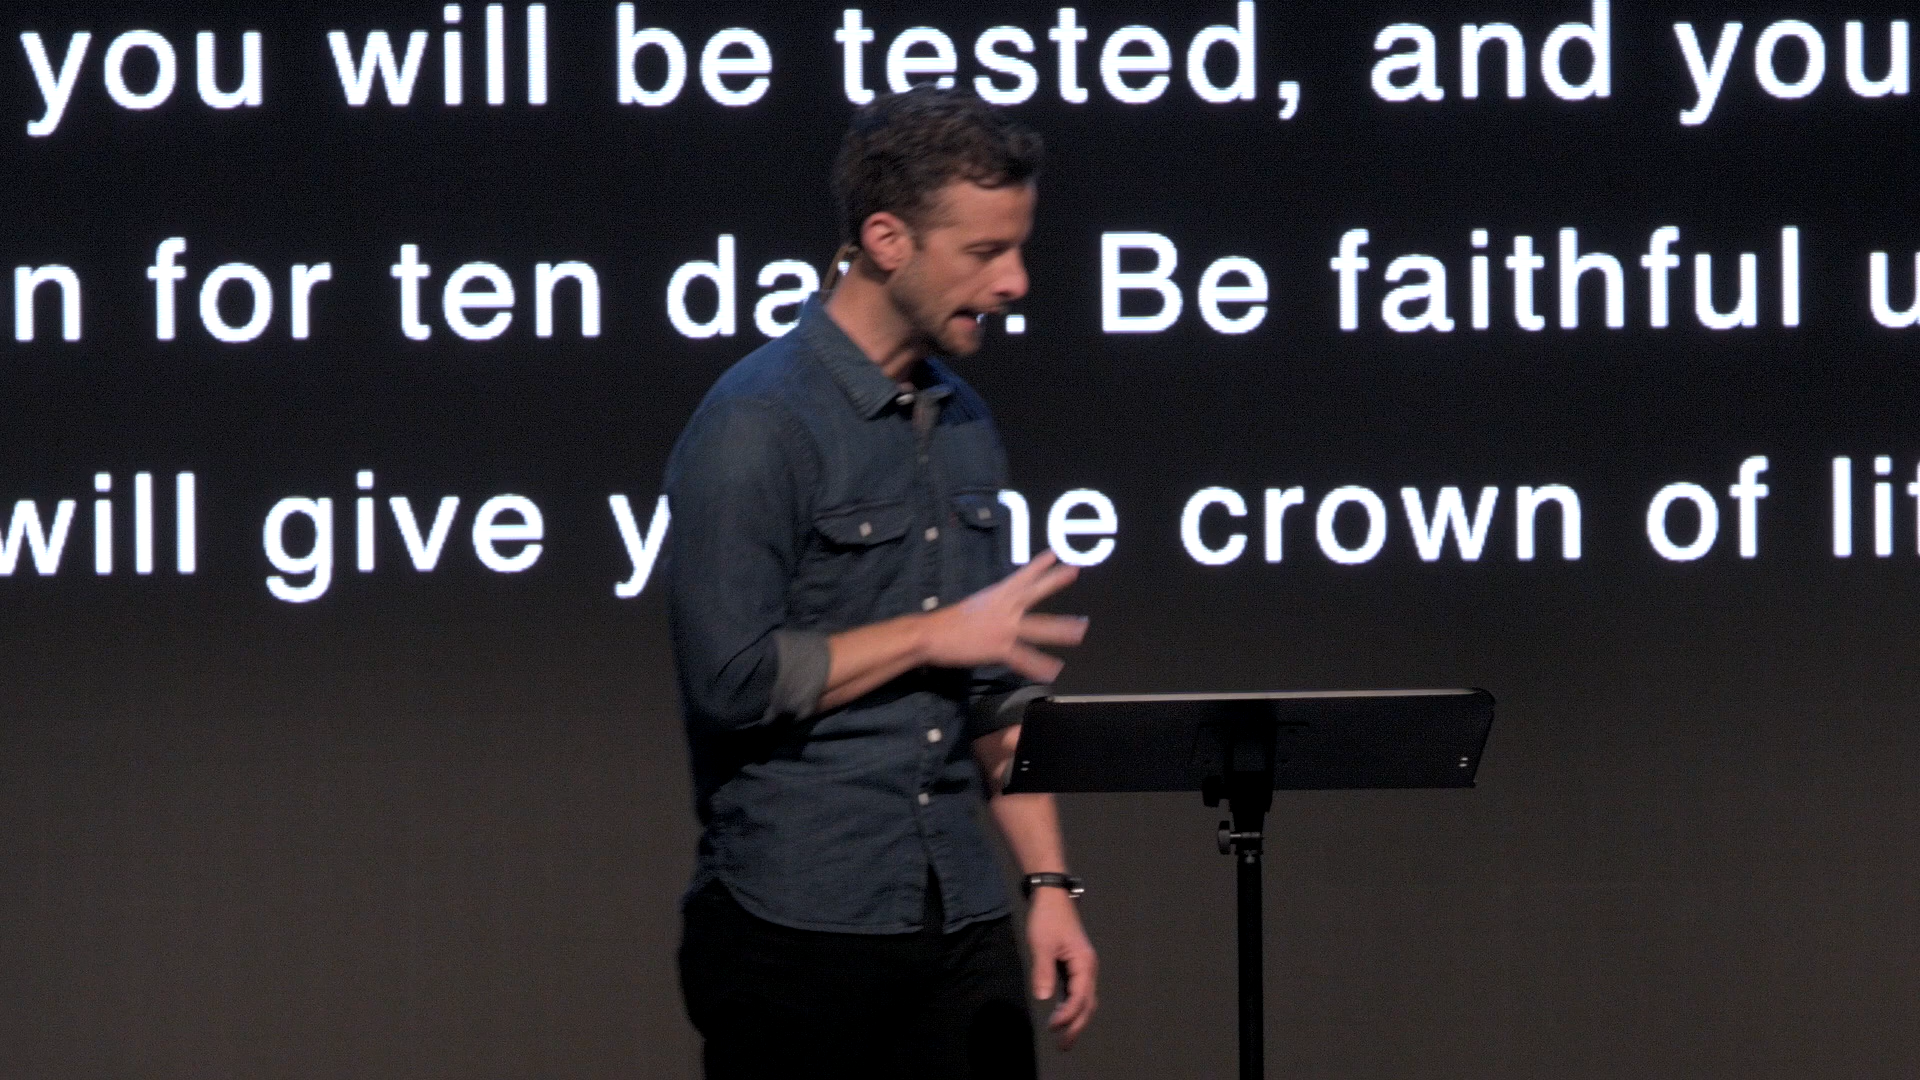 you will be tested, and you
for ten . Be faithful
will give crown of